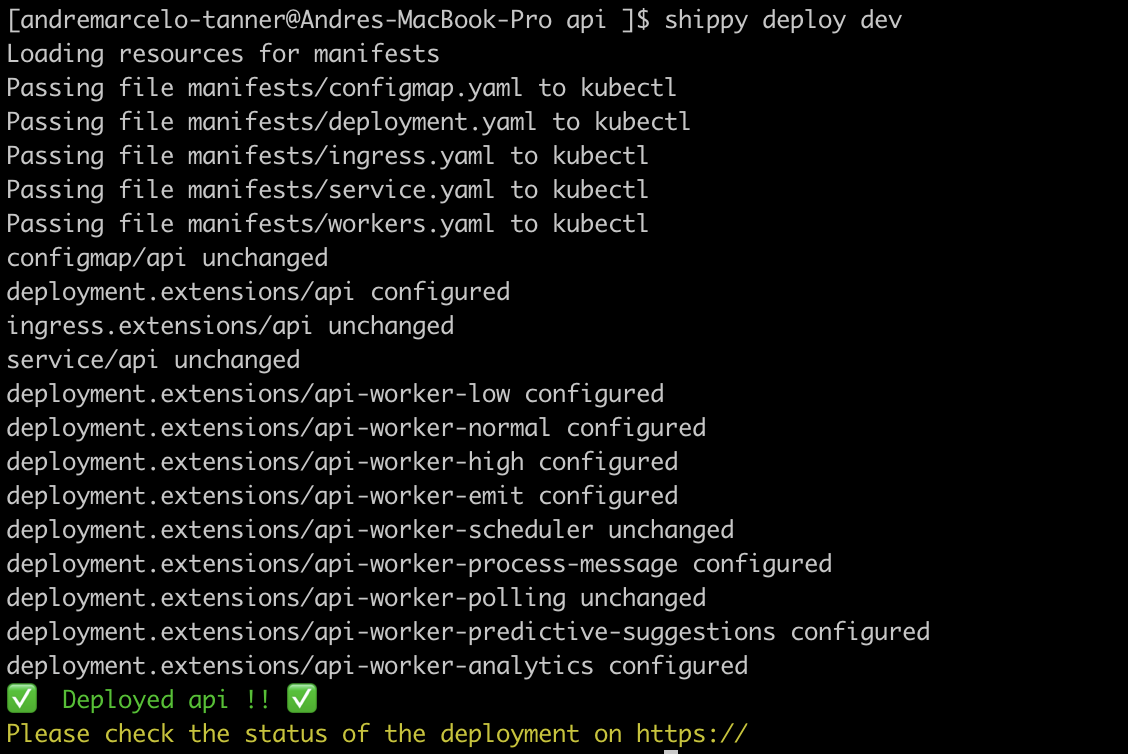 [andremarcelo-tanner@Andres-MacBook-Pro api ]$ shippy deploy dev
Loading resources for manifests
Passing file manifests/configmap.yaml to kubectl
Passing file manifests/deployment.yaml to kubectl
Passing file manifests/ingress.yaml to kubectl
Passing file manifests/service.yaml to kubectl
Passing file manifests/workers.yaml to kubectl
configmap/api unchanged
deployment.extensions/api configured
ingress.extensions/api unchanged
service/api unchanged
deployment.extensions/api-worker-low configured
deployment.extensions/api-worker-normal configured
deployment.extensions/api-worker-high configured
deployment.extensions/api-worker-emit configured
deployment.extensions/api-worker-scheduler unchanged
deployment.extensions/api-worker-process-message configured
deployment.extensions/api-worker-polling unchanged
deployment.extensions/api-worker-predictive-suggestions configured
deployment.extensions/api-worker-analytics configured
✅ Deployed api !! ✅
Please check the status of the deployment on https://